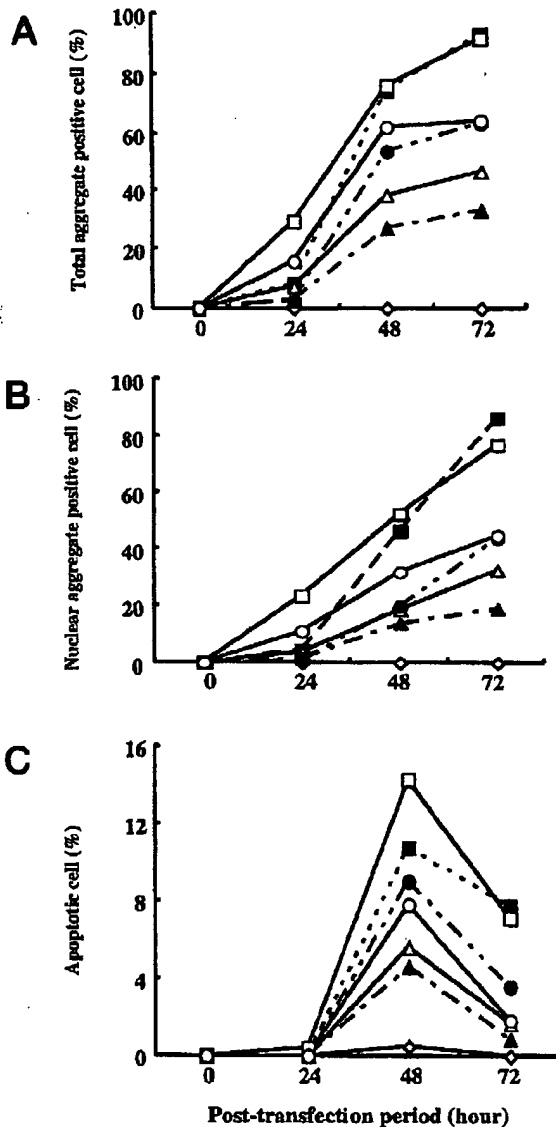 A
Total aggregate positive cell (%)
100
80
60
40
20
0
0 24 48 72
B
Nuclear aggregate positive cell (%)
100
80
60
40
20
0
0 24 48 72
C
Apoptotic cell (%)
16
12
8
4
0
0 24 48 72
Post-transfection period (hour)